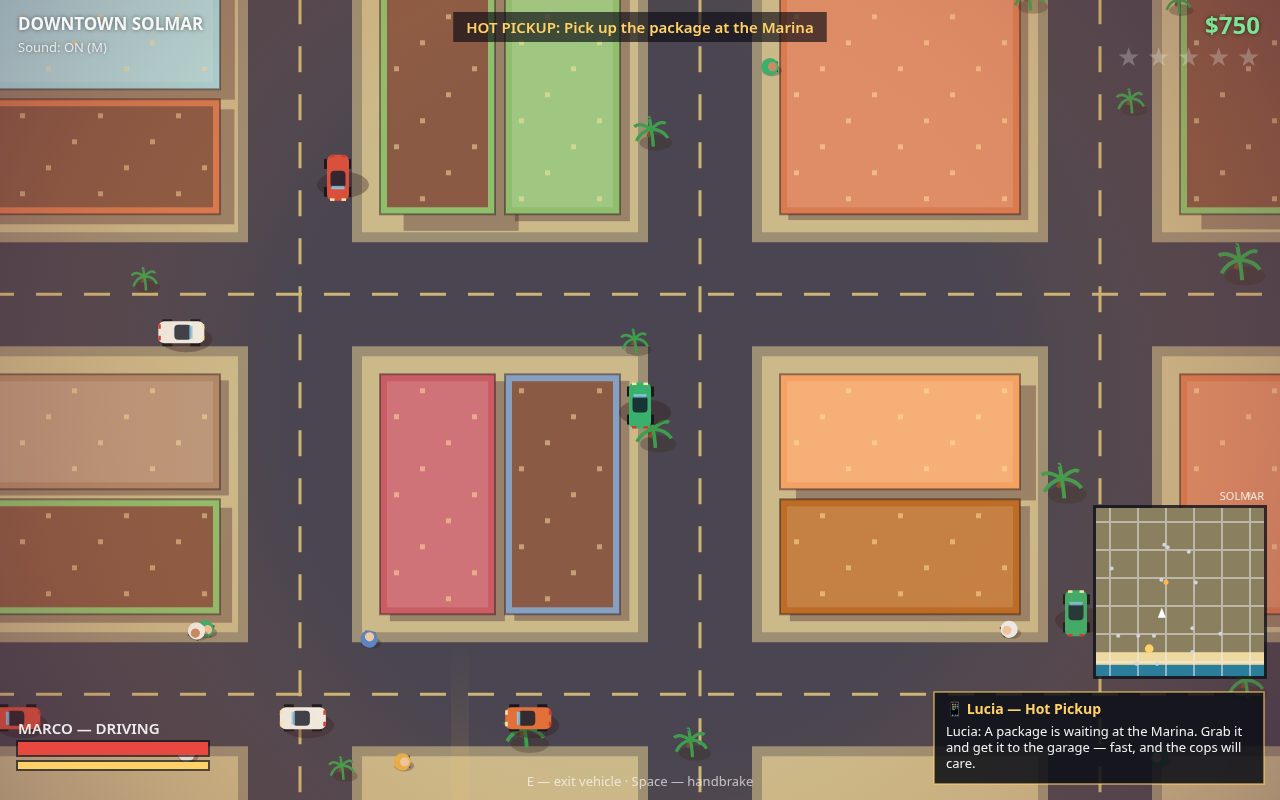 DOWNTOWN SOLMAR
Sound: ON (M)
HOT PICKUP: Pick up the package at the Marina
$750
SOLMAR
MARCO — DRIVING
Lucia — Hot Pickup
Lucia: A package is waiting at the Marina. Grab it
and get it to the garage — fast, and the cops will
care.
E — exit vehicle · Space — handbrake